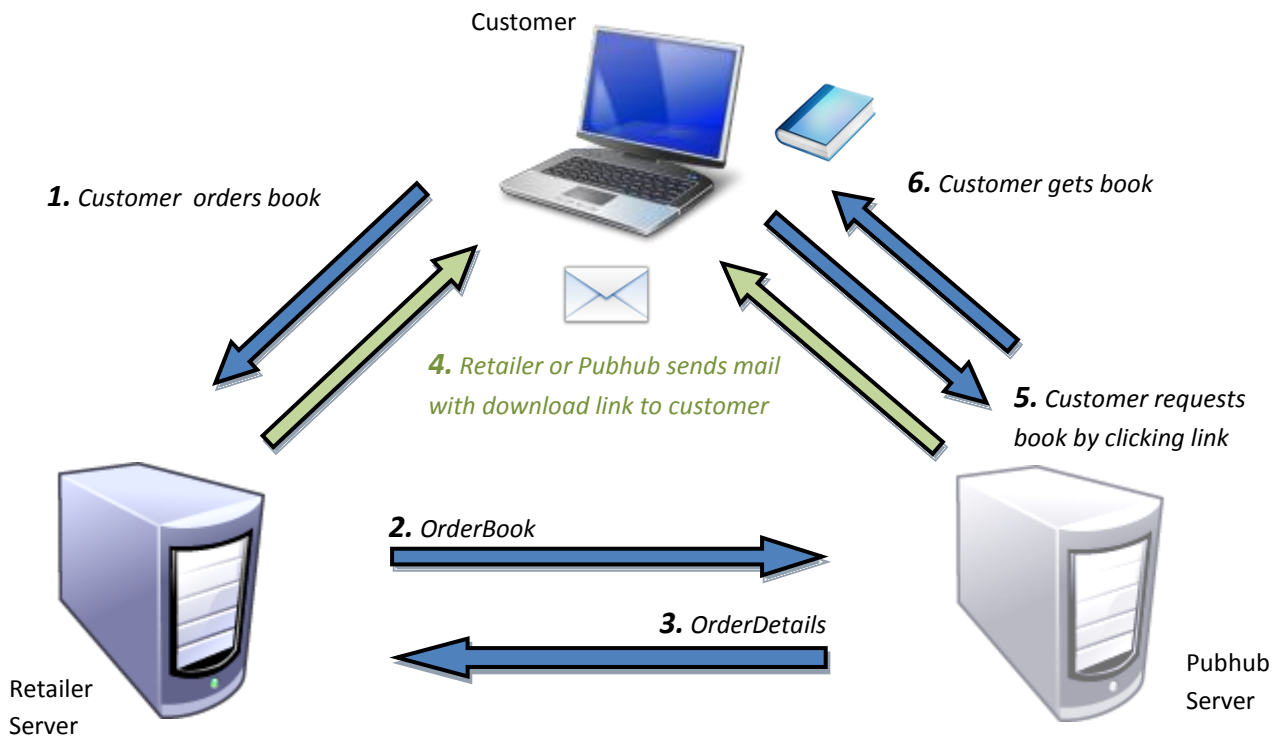 Customer
1. Customer orders book
6. Customer gets book
4. Retailer or Pubhub sends mail
with download link to customer
5. Customer requests
book by clicking link
2. OrderBook
3. OrderDetails
Retailer
Server
Pubhub
Server